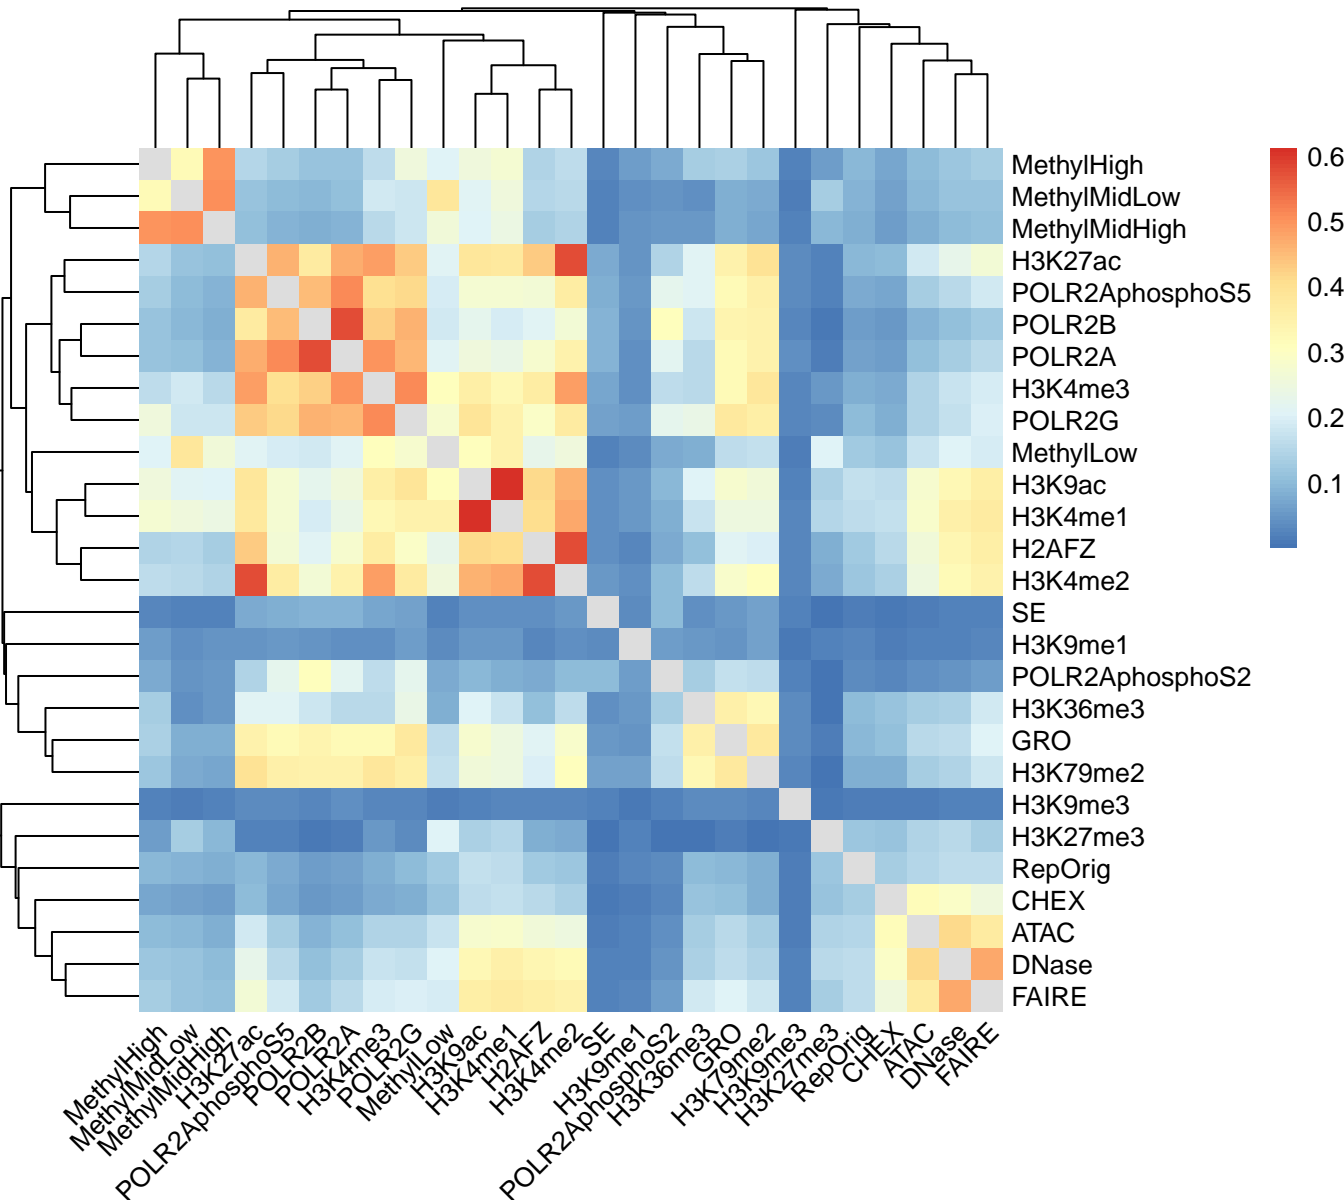 MethylHigh
MethylMidLow
MethylMidHigh
H3K27ac
POLR2AphosphoS5
POLR2B
POLR2A
H3K4me3
POLR2G
MethylLow
H3K9ac
H3K4me1
H2AFZ
H3K4me2
SE
H3K9me1
POLR2AphosphoS2
H3K36me3
GRO
H3K79me2
H3K9me3
H3K27me3
RepOrig
CHEX
ATAC
DNase
FAIRE
0.6
0.5
0.4
0.3
0.2
0.1
MethylHigh
MethylMidLow
MethylMidHigh
H3K27ac
POLR2AphosphoS5
POLR2B
POLR2A
H3K4me3
POLR2G
MethylLow
H3K9ac
H3K4me1
H2AFZ
H3K4me2
SE
H3K9me1
POLR2AphosphoS2
H3K36me3
GRO
H3K79me2
H3K9me3
H3K27me3
RepOrig
CHEX
ATAC
DNase
FAIRE